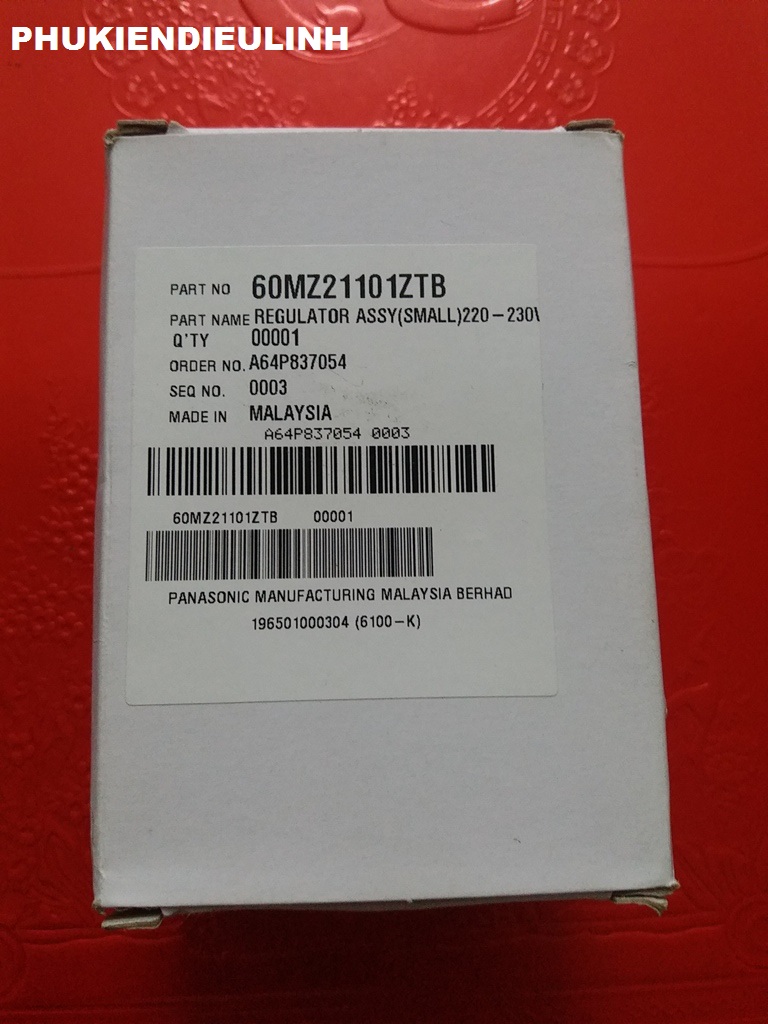 PHUKIENDIEULINH
PART NO 60MZ21101ZTB
PART NAME REGULATOR ASSY(SMALL)220-230V
Q'TY 00001
ORDER NO. A64P837054
SEQ NO. 0003
MADE IN MALAYSIA
A64P837054 0003
60MZ21101ZTB 00001
PANASONIC MANUFACTURING MALAYSIA BERHAD
196501000304 (6100-K)